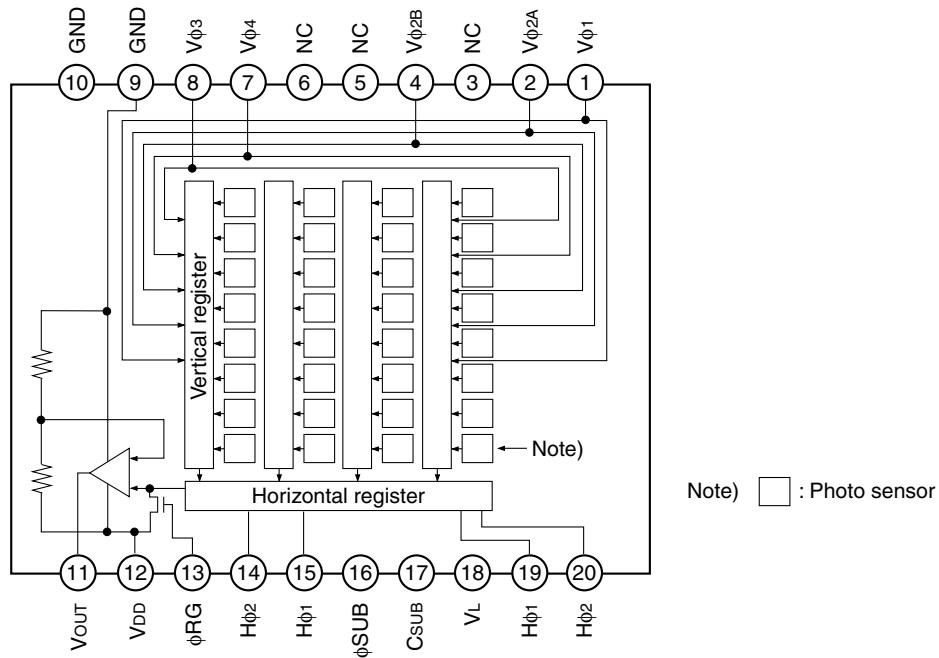 GND
GND
Vϕ3
Vϕ4
NC
NC
Vϕ2B
NC
Vϕ2A
Vϕ1
10
9
8
7
6
5
4
3
2
1
Vertical register
Note)
Horizontal register
Note) : Photo sensor
11
12
13
14
15
16
17
18
19
20
VOUT
VDD
ϕRG
Hϕ2
Hϕ1
ϕSUB
CSUB
VL
Hϕ1
Hϕ2